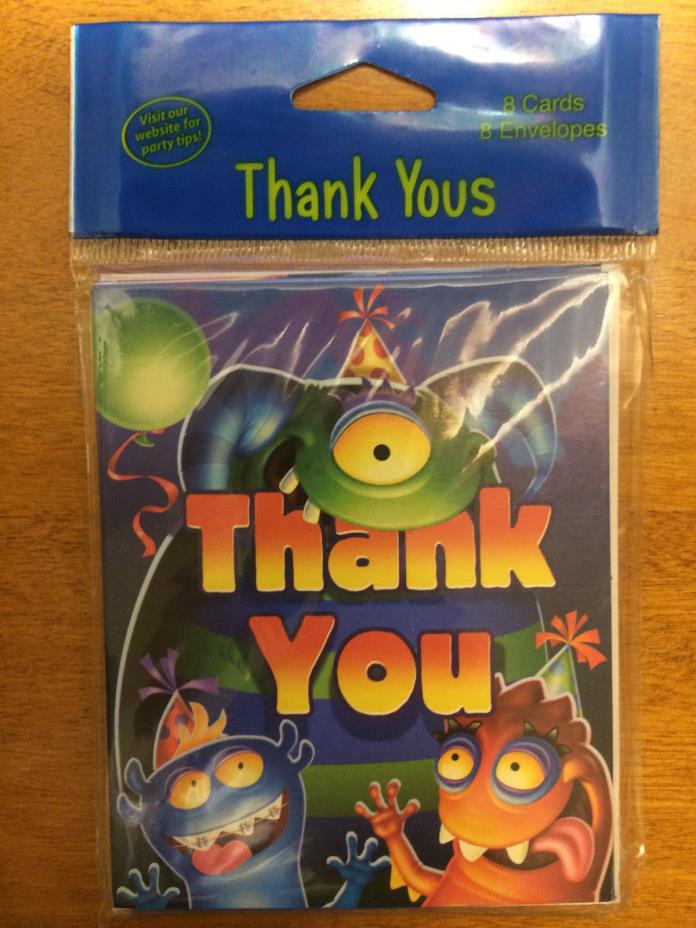 Visit our
website for
party tips!
8 Cards
8 Envelopes
Thank Yous
Thank
You